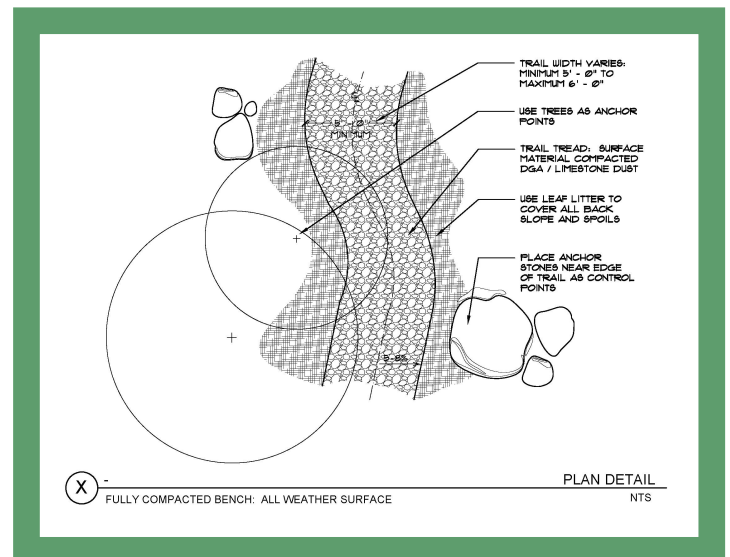 TRAIL WIDTH VARIES:
MINIMUM 5' - 0" TO
MAXIMUM 6' - 0"
USE TREES AS ANCHOR
POINTS
TRAIL TREAD: SURFACE
MATERIAL COMPACTED
DGA / LIMESTONE DUST
USE LEAF LITTER TO
COVER ALL BACK
SLOPE AND SPOILS
PLACE ANCHOR
STONES NEAR EDGE
OF TRAIL AS CONTROL
POINTS
5' - 0"
MINIMUM
X
-
PLAN DETAIL
FULLY COMPACTED BENCH: ALL WEATHER SURFACE
NTS